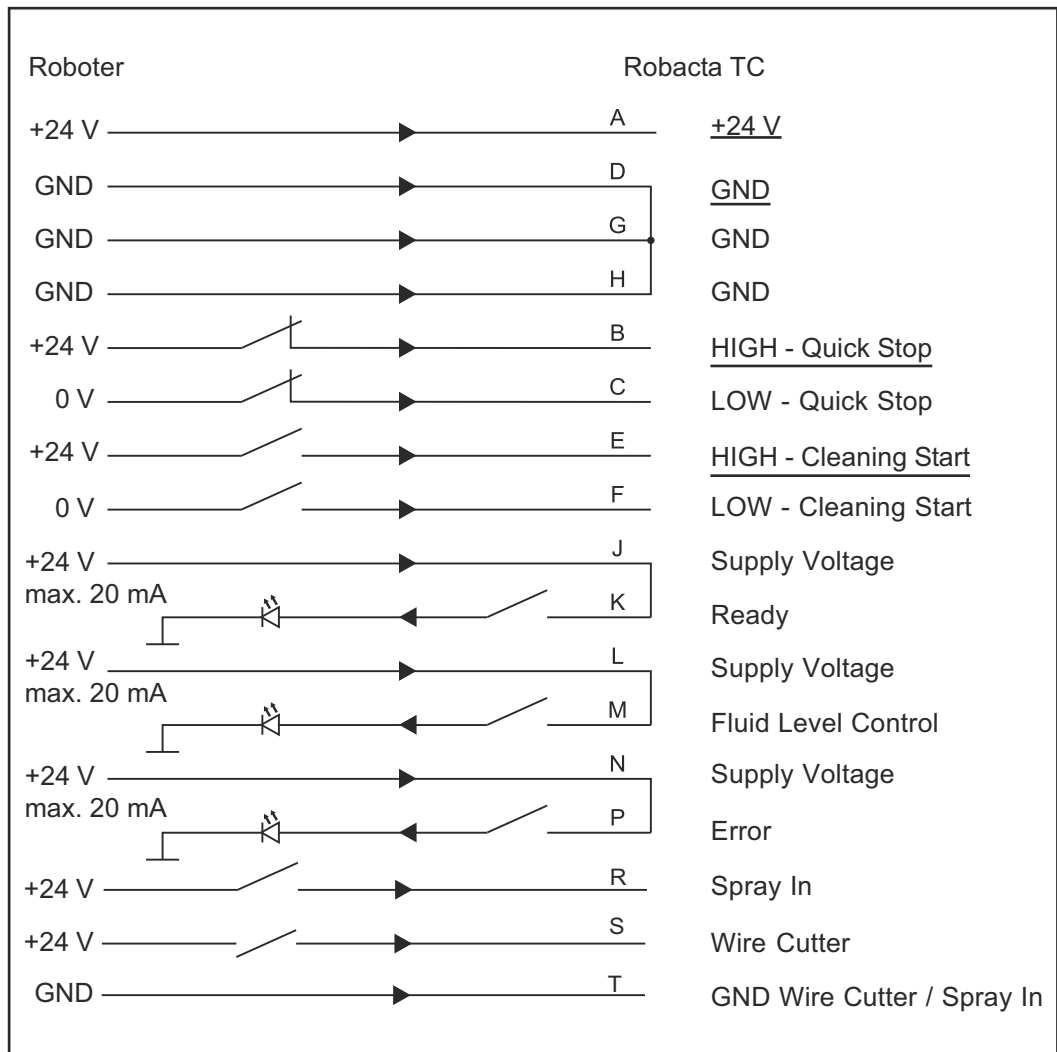 Roboter Robacta TC
+24 V A +24 V
GND D GND
GND G GND
GND H GND
+24 V B HIGH - Quick Stop
0 V C LOW - Quick Stop
+24 V E HIGH - Cleaning Start
0 V F LOW - Cleaning Start
+24 V J Supply Voltage
max. 20 mA K Ready
+24 V L Supply Voltage
max. 20 mA M Fluid Level Control
+24 V N Supply Voltage
max. 20 mA P Error
+24 V R Spray In
+24 V S Wire Cutter
GND T GND Wire Cutter / Spray In